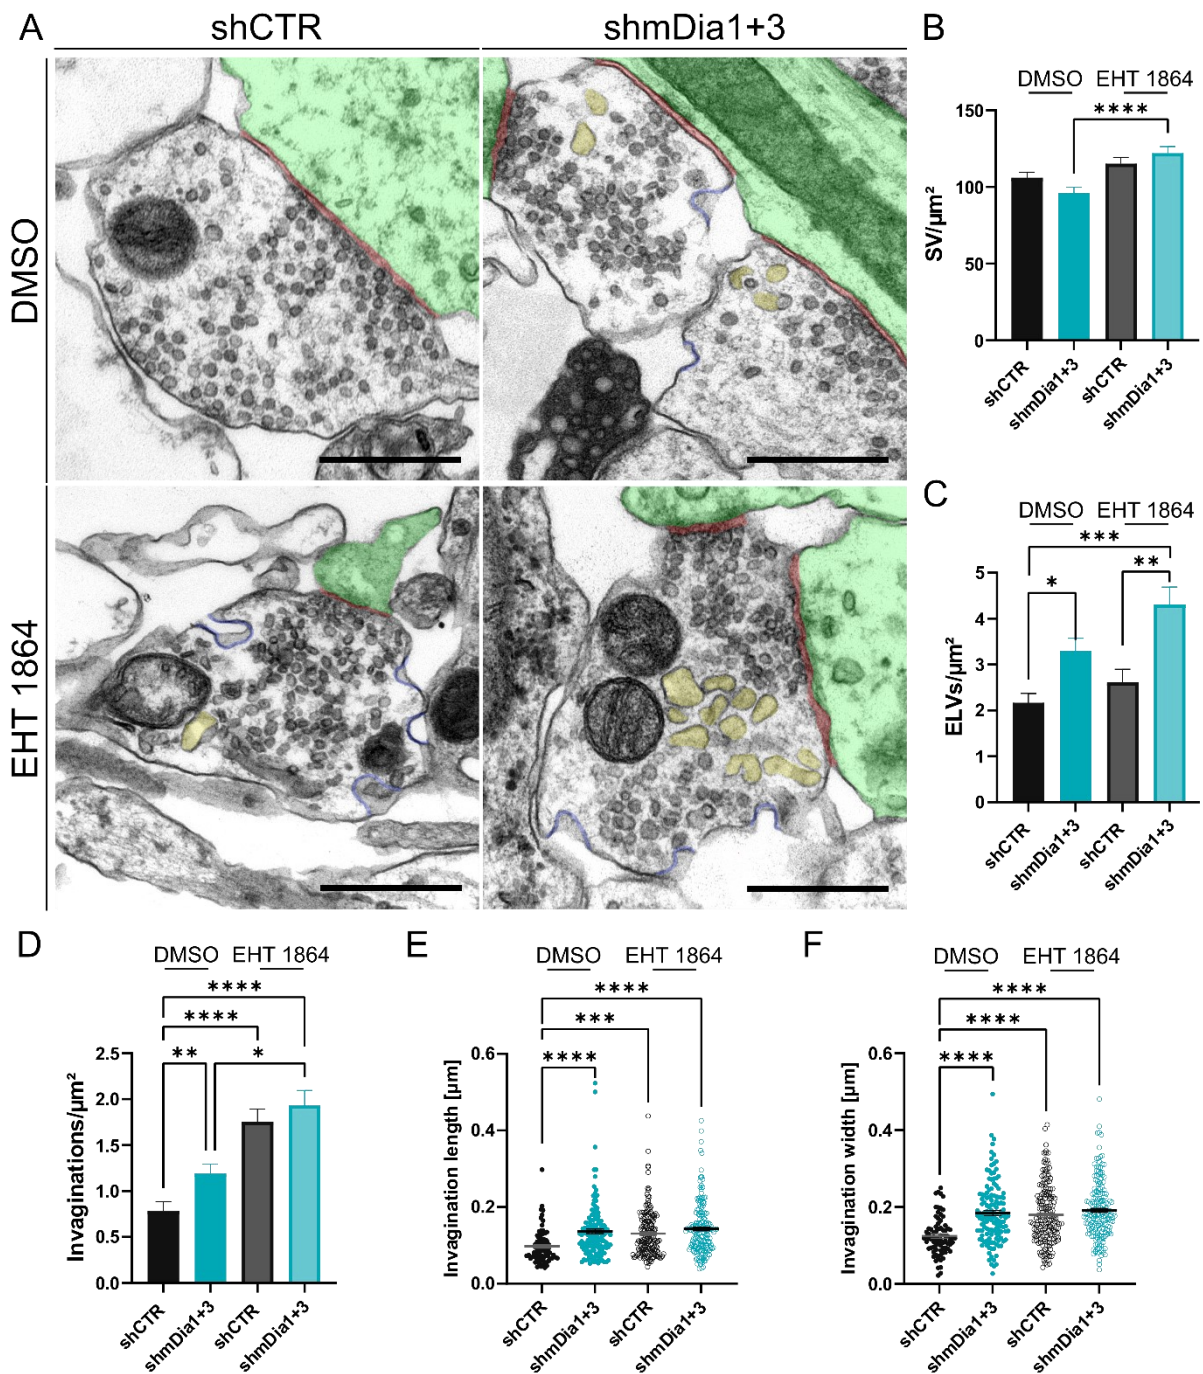 A
shCTR
shmDia1+3
DMSO
EHT 1864
B
DMSO
EHT 1864
****
SV/µm²
150
100
50
0
shCTR
shmDia1+3
shCTR
shmDia1+3
C
DMSO
EHT 1864
***
*
**
ELVs/µm²
5
4
3
2
1
0
shCTR
shmDia1+3
shCTR
shmDia1+3
D
DMSO
EHT 1864
****
****
**
*
Invaginations/µm²
2.5
2.0
1.5
1.0
0.5
0.0
shCTR
shmDia1+3
shCTR
shmDia1+3
E
DMSO
EHT 1864
****
***
****
Invagination length [µm]
0.6
0.4
0.2
0.0
shCTR
shmDia1+3
shCTR
shmDia1+3
F
DMSO
EHT 1864
****
****
****
Invagination width [µm]
0.6
0.4
0.2
0.0
shCTR
shmDia1+3
shCTR
shmDia1+3